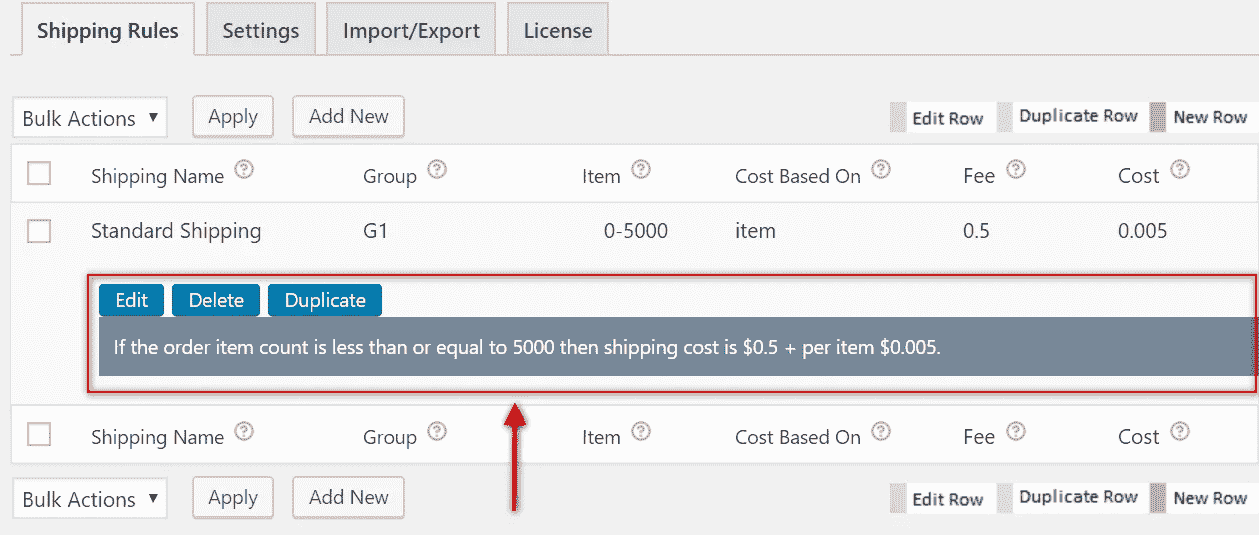 Shipping Rules Settings Import/Export License
Bulk Actions ▼ Apply Add New Edit Row Duplicate Row New Row
Shipping Name ? Group ? Item ? Cost Based On ? Fee ? Cost ?
Standard Shipping G1 0-5000 item 0.5 0.005
Edit Delete Duplicate
If the order item count is less than or equal to 5000 then shipping cost is $0.5 + per item $0.005.
Shipping Name ? Group ? Item ? Cost Based On ? Fee ? Cost ?
Bulk Actions ▼ Apply Add New Edit Row Duplicate Row New Row